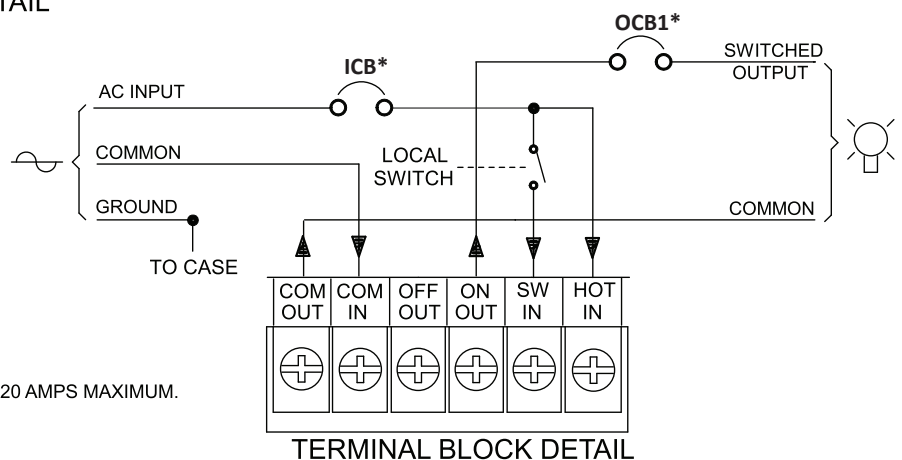 OCB1*
SWITCHED
OUTPUT
ICB*
AC INPUT
COMMON
LOCAL
SWITCH
GROUND
COMMON
TO CASE
COM
OUT
COM
IN
OFF
OUT
ON
OUT
SW
IN
HOT
IN
20 AMPS MAXIMUM.
TERMINAL BLOCK DETAIL